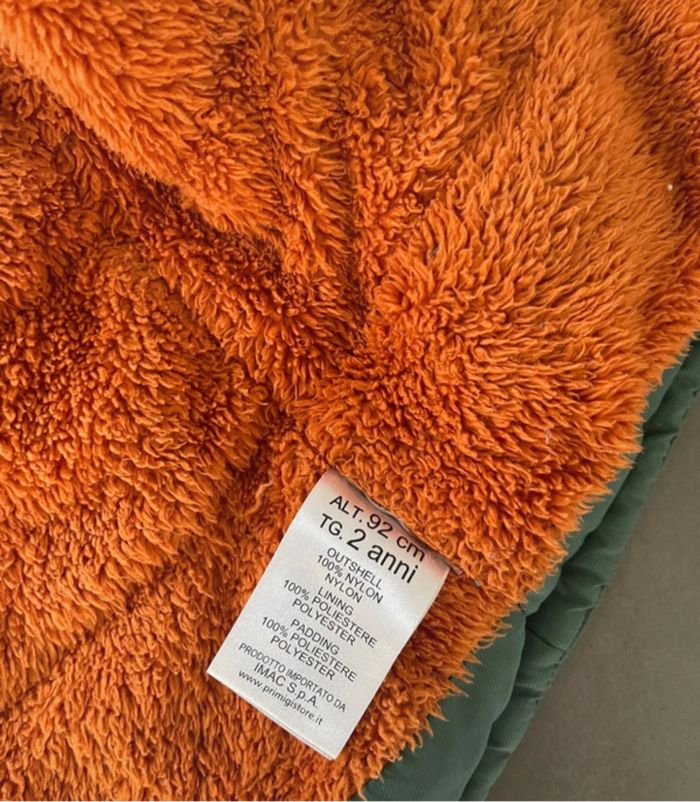 ALT. 92 cm
TG. 2 anni
OUTSHELL
100% NYLON
NYLON
LINING
100% POLIESTERE
POLYESTER
PADDING
100% POLIESTERE
POLYESTER
PRODOTTO IMPORTATO DA
IMAC S.p.A.
www.primigistore.it